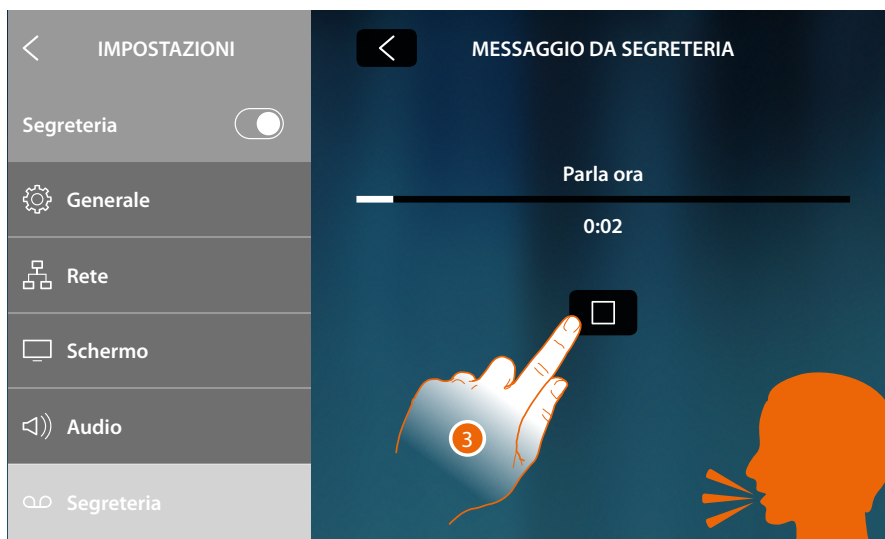 IMPOSTAZIONI
Segreteria
Generale
Rete
Schermo
Audio
Segreteria
MESSAGGIO DA SEGRETERIA
Parla ora
0:02
3